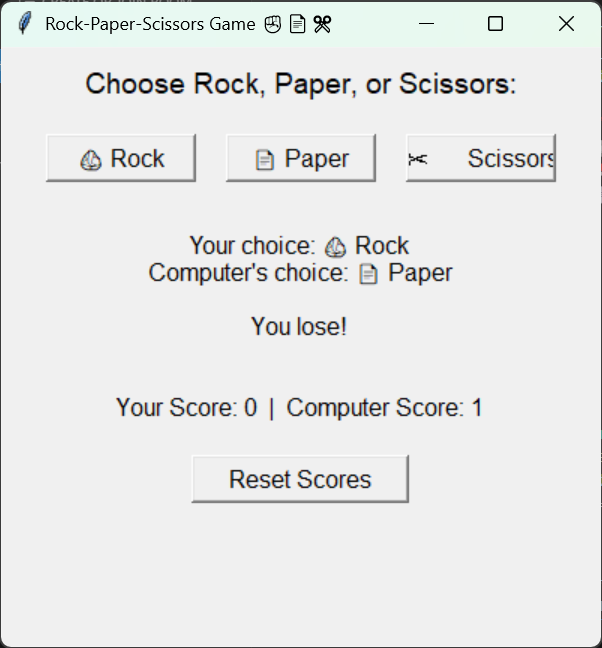 Rock-Paper-Scissors Game ✊📄✂
Choose Rock, Paper, or Scissors:
🪨 Rock 📄 Paper ✂ Scissors
Your choice: 🪨 Rock
Computer's choice: 📄 Paper
You lose!
Your Score: 0 | Computer Score: 1
Reset Scores